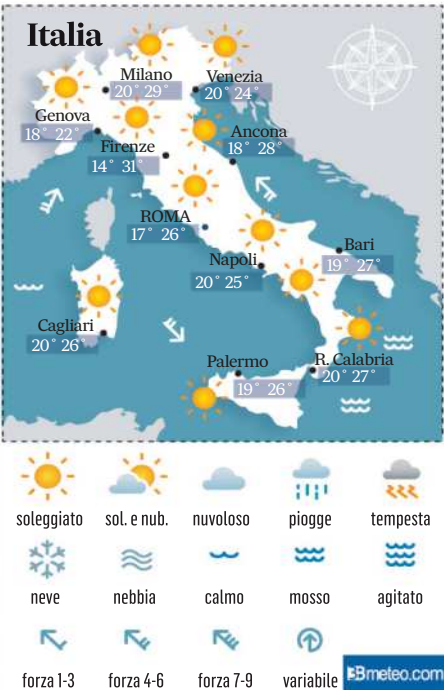 Italia
Milano
20° 29°
Venezia
20° 24°
Genova
18° 22°
Ancona
18° 28°
Firenze
14° 31°
ROMA
17° 26°
Bari
19° 27°
Napoli
20° 25°
Cagliari
20° 26°
Palermo
19° 26°
R. Calabria
20° 27°
soleggiato sol. e nub. nuvoloso piogge tempesta
neve nebbia calmo mosso agitato
forza 1-3 forza 4-6 forza 7-9 variabile
3Bmeteo.com